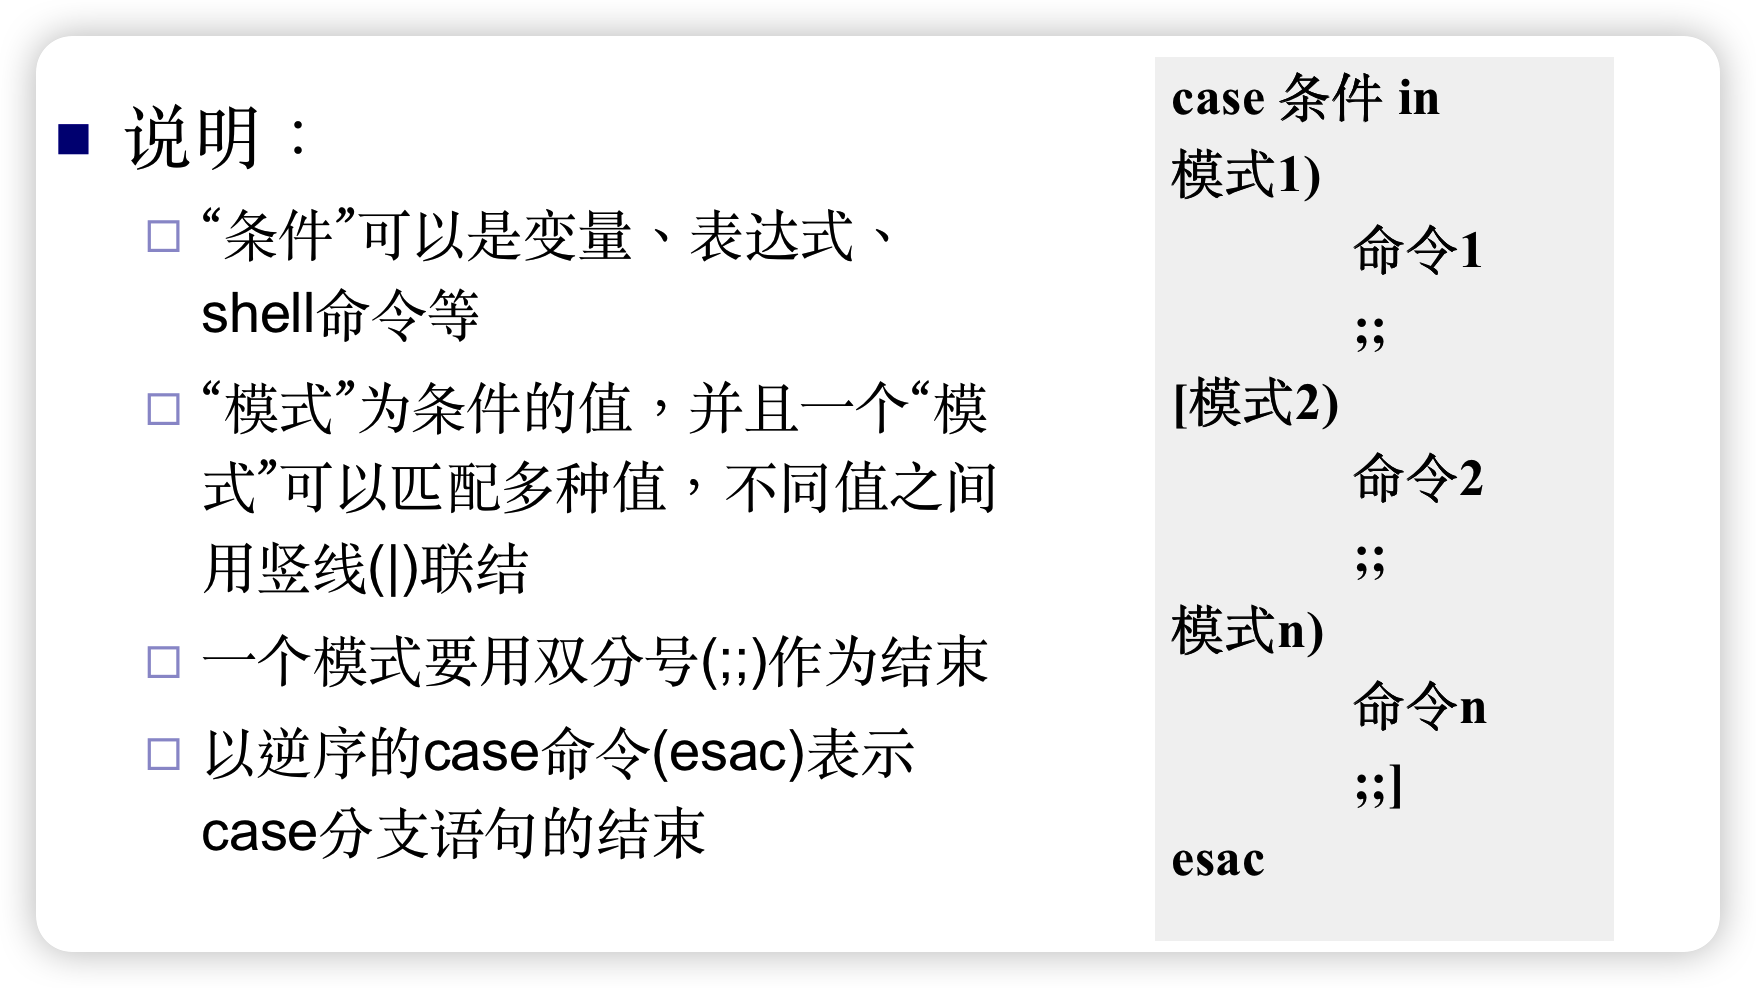 说明：
“条件”可以是变量、表达式、
shell命令等
“模式”为条件的值，并且一个“模
式”可以匹配多种值，不同值之间
用竖线(|)联结
一个模式要用双分号(;;)作为结束
以逆序的case命令(esac)表示
case分支语句的结束
case 条件 in
模式1)
命令1
;;
[模式2)
命令2
;;
模式n)
命令n
;;]
esac